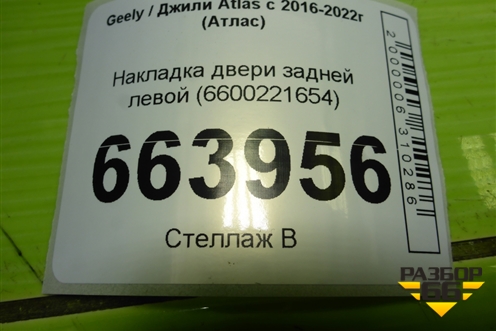 Geely / Джили Atlas с 2016-2022г
(Атлас)
Накладка двери задней
левой (6600221654)
663956
Стеллаж В
2000006310286
РАЗБОР
66